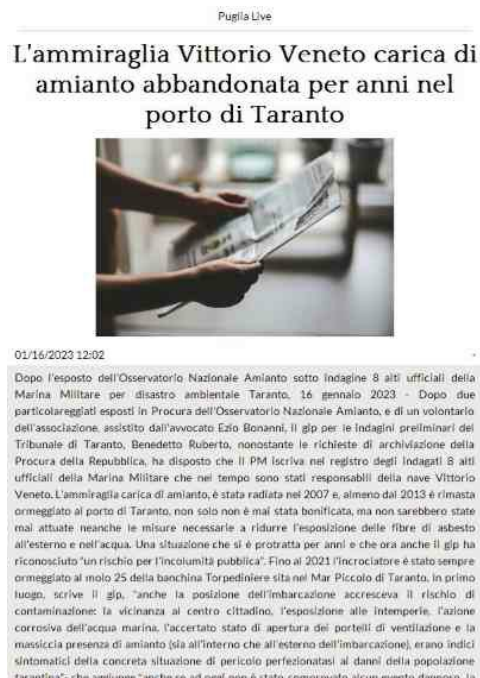 Puglia Live
L'ammiraglia Vittorio Veneto carica di
amianto abbandonata per anni nel
porto di Taranto
01/16/2023 12:02
Dopo l'esposto dell'Osservatorio Nazionale Amianto sotto indagine 8 alti ufficiali della
Marina Militare per disastro ambientale Taranto, 16 gennaio 2023 - Dopo due
particolareggiati esposti in Procura dell'Osservatorio Nazionale Amianto, e di un volontario
dell'associazione, assistito dall'avvocato Ezio Bonanni, il gip per le indagini preliminari del
Tribunale di Taranto, Benedetto Ruberto, nonostante le richieste di archiviazione della
Procura della Repubblica, ha disposto che il PM iscriva nel registro degli indagati 8 alti
ufficiali della Marina Militare che nel tempo sono stati responsabili della nave Vittorio
Veneto. L'ammiraglia carica di amianto, è stata radiata nel 2007 e, almeno dal 2013 è rimasta
ormeggiato al porto di Taranto, non solo non è mai stata bonificata, ma non sarebbero state
mai attuate neanche le misure necessarie a ridurre l'esposizione delle fibre di asbesto
all'esterno e nell'acqua. Una situazione che si è protratta per anni e che ora anche il gip ha
riconosciuto "un rischio per l'incolumità pubblica". Fino al 2021 l'incrociatore è stato sempre
ormeggiato al molo 25 della banchina Torpediniere sita nel Mar Piccolo di Taranto. In primo
luogo, scrive il gip, "anche la posizione dell'imbarcazione accresceva il rischio di
contaminazione: la vicinanza al centro cittadino, l'esposizione alle intemperie, l'azione
corrosiva dell'acqua marina, l'accertato stato di apertura dei portelli di ventilazione e la
massiccia presenza di amianto (sia all'interno che all'esterno dell'imbarcazione), erano indici
sintomatici della concreta situazione di pericolo perfezionatasi ai danni della popolazione